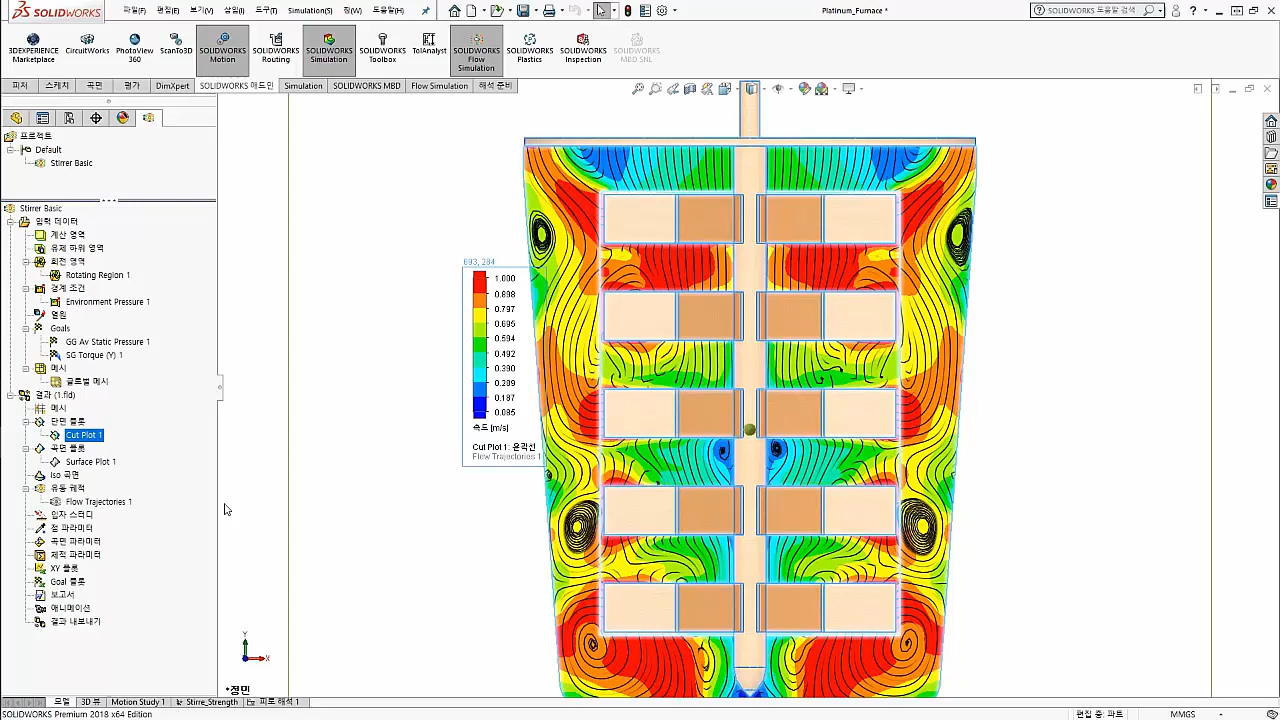 SOLIDWORKS
파일(F)
편집(E)
보기(V)
삽입(I)
도구(T)
Simulation(S)
창(W)
도움말(H)
Platinum_Furnace *
SOLIDWORKS 도움말 검색
3DEXPERIENCE Marketplace
CircuitWorks
PhotoView 360
ScanTo3D
SOLIDWORKS Motion
SOLIDWORKS Routing
SOLIDWORKS Simulation
SOLIDWORKS Toolbox
TolAnalyst
SOLIDWORKS Flow Simulation
SOLIDWORKS Plastics
SOLIDWORKS Inspection
SOLIDWORKS MBD SNL
피처
스케치
곡면
평가
DimXpert
SOLIDWORKS 애드인
Simulation
SOLIDWORKS MBD
Flow Simulation
해석 준비
프로젝트
Default
Stirrer Basic
Stirrer Basic
입력 데이터
계산 영역
유체 하위 영역
회전 영역
Rotating Region 1
경계 조건
Environment Pressure 1
열원
Goals
GG Av Static Pressure 1
SG Torque (Y) 1
메시
글로벌 메시
결과 (1.fld)
메시
단면 플롯
Cut Plot 1
곡면 플롯
Surface Plot 1
Iso 곡면
유동 궤적
Flow Trajectories 1
입자 스터디
점 파라미터
곡면 파라미터
체적 파라미터
XY 플롯
Goal 플롯
보고서
애니메이션
결과 내보내기
693, 284
1.000
0.898
0.797
0.695
0.594
0.492
0.390
0.289
0.187
0.085
속도 [m/s]
Cut Plot 1: 윤곽선
Flow Trajectories 1
Y
X
*정면
모델
3D 뷰
Motion Study 1
Stirre_Strength
피로 해석 1
SOLIDWORKS Premium 2018 x64 Edition
편집 중: 파트
MMGS